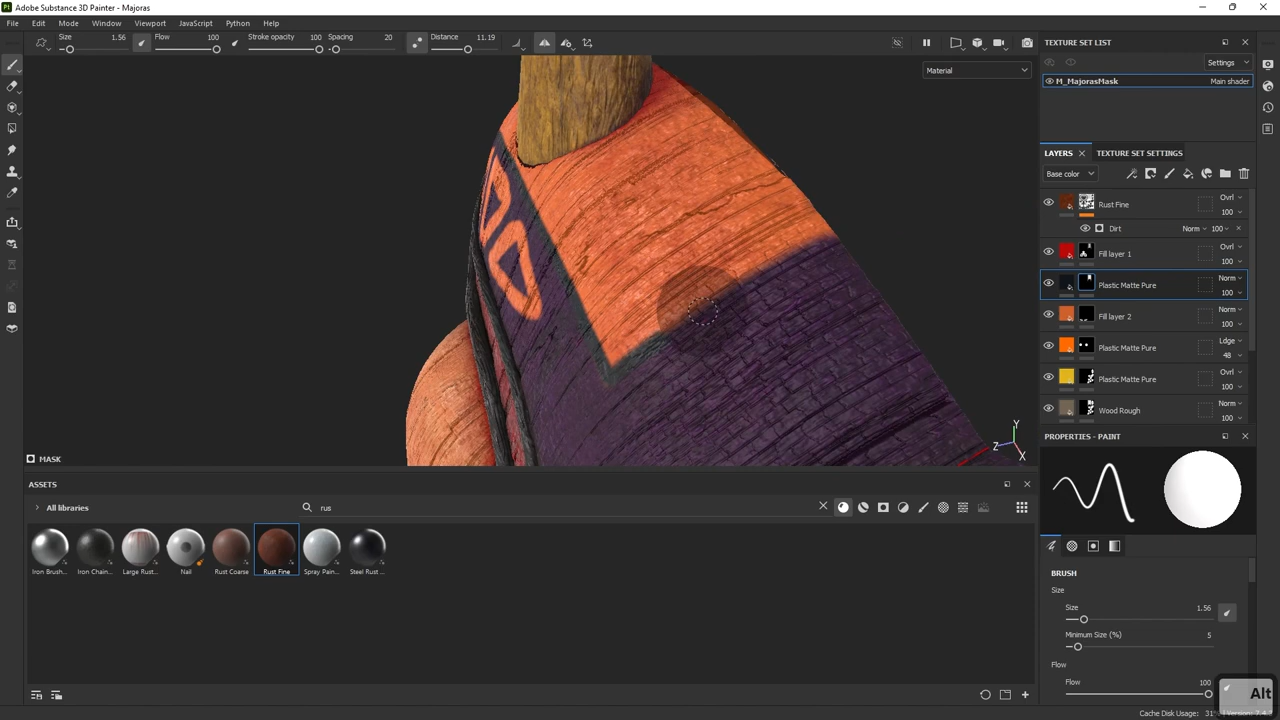 Adobe Substance 3D Painter - Majoras
File Edit Mode Window Viewport JavaScript Python Help
Size 1.56 Flow 100 Stroke opacity 100 Spacing 20 Distance 11.19
Material
MASK
Y
Z
X
TEXTURE SET LIST
Settings
M_MajorasMask Main shader
LAYERS TEXTURE SET SETTINGS
Base color
Rust Fine Ovrl 100
Dirt Norm 100
Fill layer 1 Ovrl 100
Plastic Matte Pure Norm 100
Fill layer 2 Norm 100
Plastic Matte Pure Ldge 48
Plastic Matte Pure Ovrl 100
Wood Rough Norm 100
PROPERTIES - PAINT
BRUSH
Size
Size 1.56
Minimum Size (%) 5
Flow
Flow 100
Alt
ASSETS
All libraries rus
Iron Brush... Iron Chain... Large Rust... Nail Rust Coarse Rust Fine Spray Pain... Steel Rust ...
Cache Disk Usage: 31